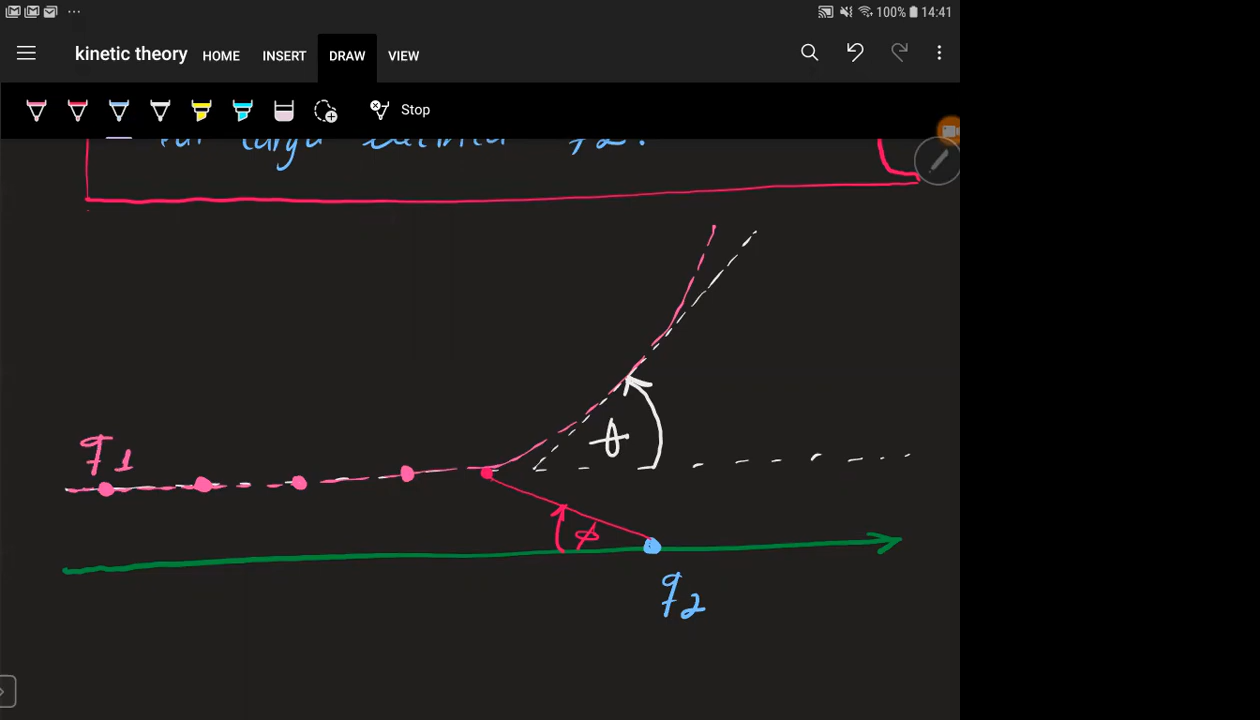 100% 14:41
kinetic theory HOME INSERT DRAW VIEW
Stop
q1
θ
ϕ
q2